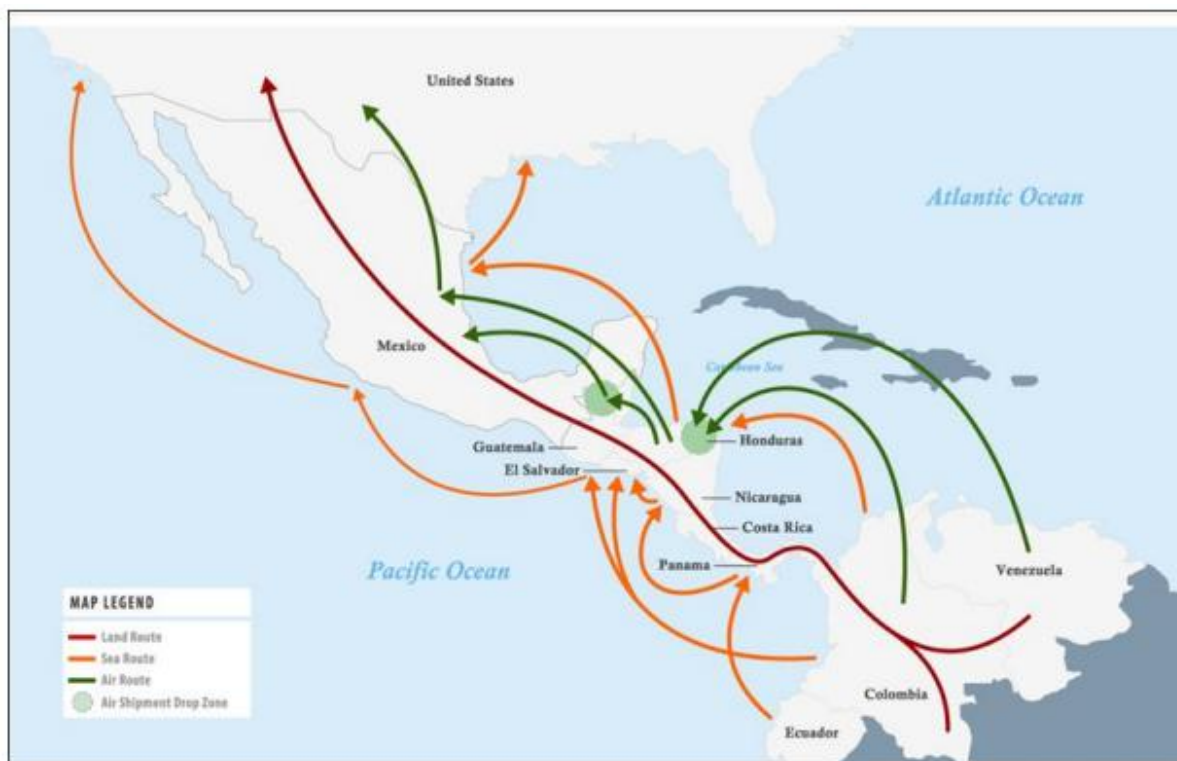 United States
Atlantic Ocean
Mexico
Caribbean Sea
Guatemala
Honduras
El Salvador
Nicaragua
Costa Rica
Pacific Ocean
Panama
Venezuela
MAP LEGEND
Land Route
Sea Route
Air Route
Air Shipment Drop Zone
Colombia
Ecuador